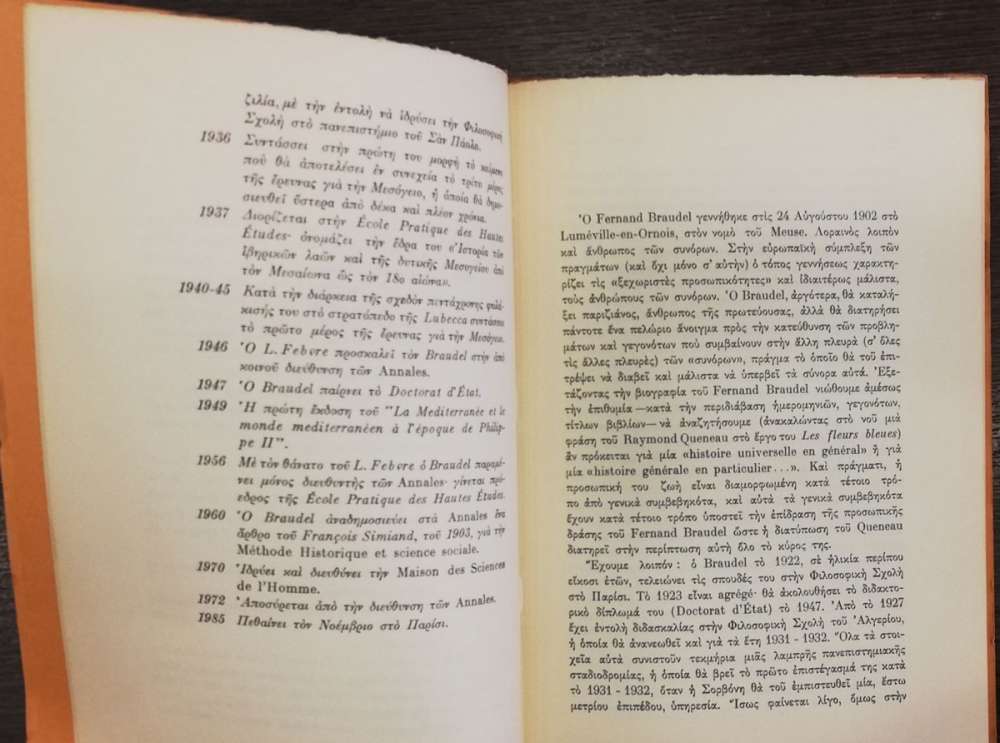 ζιλία, μὲ τὴν ἐντολὴ νὰ ἱδρύσει τὴν Φιλοσοφικὴ
Σχολὴ στὸ πανεπιστήμιο τοῦ Σὰν Πάολο.
1936 Συντάσσει στὴν πρώτη του μορφὴ τὸ κείμενο
ποὺ θὰ ἀποτελέσει ἐν συνεχεία τὸ τρίτο μέρος
τῆς ἔρευνας γιὰ τὴν Μεσόγειο, ἡ ὁποία θὰ δημο-
σιευθεῖ ὕστερα ἀπὸ δέκα καὶ πλέον χρόνια.
1937 Διορίζεται στὴν École Pratique des Hautes
Études· ὀνομάζει τὴν ἕδρα του «Ἱστορία τῶν
ἰβηρικῶν λαῶν καὶ τῆς δυτικῆς Μεσογείου ἀπὸ
τὸν Μεσαίωνα ὣς τὸν 18ο αἰώνα».
1940-45 Κατὰ τὴν διάρκεια τῆς σχεδὸν πεντάχρονης φυλά-
κισής του στὸ στρατόπεδο τῆς Lubecca συντάσσει
τὸ πρῶτο μέρος τῆς ἔρευνας γιὰ τὴν Μεσόγειο.
1946 Ὁ L. Febvre προσκαλεῖ τὸν Braudel στὴν ἀπὸ
κοινοῦ διεύθυνση τῶν Annales.
1947 Ὁ Braudel παίρνει τὸ Doctorat d'État.
1949 Ἡ πρώτη ἔκδοση τοῦ "La Mediterranée et le
monde mediterranéen à l'époque de Philip-
pe II".
1956 Μὲ τὸν θάνατο τοῦ L. Febvre ὁ Braudel παραμέ-
νει μόνος διευθυντὴς τῶν Annales· γίνεται πρό-
εδρος τῆς École Pratique des Hautes Études.
1960 Ὁ Braudel ἀναδημοσιεύει στὰ Annales ἕνα
ἄρθρο τοῦ François Simiand, τοῦ 1903, γιὰ τὴν
Méthode Historique et science sociale.
1970 Ἱδρύει καὶ διευθύνει τὴν Maison des Sciences
de l'Homme.
1972 Ἀποσύρεται ἀπὸ τὴν διεύθυνση τῶν Annales.
1985 Πεθαίνει τὸν Νοέμβριο στὸ Παρίσι.
Ὁ Fernand Braudel γεννήθηκε στὶς 24 Αὐγούστου 1902 στὸ
Luméville-en-Ornois, στὸν νομὸ τοῦ Meuse. Λοραινὸς λοιπὸν
καὶ ἄνθρωπος τῶν συνόρων. Στὴν εὐρωπαϊκὴ σύμπλεξη τῶν
πραγμάτων (καὶ ὄχι μόνο σ' αὐτὴν) ὁ τόπος γεννήσεως χαρακτη-
ρίζει τὶς «ξεχωριστὲς προσωπικότητες» καὶ ἰδιαιτέρως μάλιστα,
τοὺς ἀνθρώπους τῶν συνόρων. Ὁ Braudel, ἀργότερα, θὰ καταλή-
ξει παριζιάνος, ἄνθρωπος τῆς πρωτεύουσας, ἀλλὰ θὰ διατηρήσει
πάντοτε ἕνα πελώριο ἄνοιγμα πρὸς τὴν κατεύθυνση τῶν προβλη-
μάτων καὶ γεγονότων ποὺ συμβαίνουν στὴν ἄλλη πλευρὰ (σ' ὅλες
τὶς ἄλλες πλευρὲς) τῶν «συνόρων», πράγμα τὸ ὁποῖο θὰ τοῦ ἐπι-
τρέψει νὰ διαβεῖ καὶ μάλιστα νὰ ὑπερβεῖ τὰ σύνορα αὐτά. Ἐξε-
τάζοντας τὴν βιογραφία τοῦ Fernand Braudel νιώθουμε ἀμέσως
τὴν ἐπιθυμία —κατὰ τὴν περιδιάβαση ἡμερομηνιῶν, γεγονότων,
τίτλων βιβλίων— νὰ ἀναζητήσουμε (ἀνακαλώντας στὸ νοῦ μιὰ
φράση τοῦ Raymond Queneau στὸ ἔργο του Les fleurs bleues)
ἂν πρόκειται γιὰ μία «histoire universelle en général» ἢ γιὰ
μία «histoire générale en particulier...». Καὶ πράγματι, ἡ
προσωπική του ζωὴ εἶναι διαμορφωμένη κατὰ τέτοιο τρό-
πο ἀπὸ γενικὰ συμβεβηκότα, καὶ αὐτὰ τὰ γενικὰ συμβεβηκότα
ἔχουν κατὰ τέτοιο τρόπο ὑποστεῖ τὴν ἐπίδραση τῆς προσωπικῆς
δράσης τοῦ Fernand Braudel ὥστε ἡ διατύπωση τοῦ Queneau
διατηρεῖ στὴν περίπτωση αὐτὴ ὅλο τὸ κύρος της.
Ἔχουμε λοιπόν: ὁ Braudel τὸ 1922, σὲ ἡλικία περίπου
εἴκοσι ἐτῶν, τελειώνει τὶς σπουδές του στὴν Φιλοσοφικὴ Σχολὴ
στὸ Παρίσι. Τὸ 1923 εἶναι agrégé· θὰ ἀκολουθήσει τὸ διδακτο-
ρικὸ δίπλωμά του (Doctorat d'État) τὸ 1947. Ἀπὸ τὸ 1927
ἔχει ἐντολὴ διδασκαλίας στὴν Φιλοσοφικὴ Σχολὴ τοῦ Ἀλγερίου,
ἡ ὁποία θὰ ἀνανεωθεῖ καὶ γιὰ τὰ ἔτη 1931 - 1932. Ὅλα τὰ στοι-
χεῖα αὐτὰ συνιστοῦν τεκμήρια μιᾶς λαμπρῆς πανεπιστημιακῆς
σταδιοδρομίας, ἡ ὁποία θὰ βρεῖ τὸ πρῶτο ἐπιστέγασμά της κατὰ
τὸ 1931 - 1932, ὅταν ἡ Σορβόνη θὰ τοῦ ἐμπιστευθεῖ μία, ἔστω
μετρίου ἐπιπέδου, ὑπηρεσία. Ἴσως φαίνεται λίγο, ὅμως στὴν